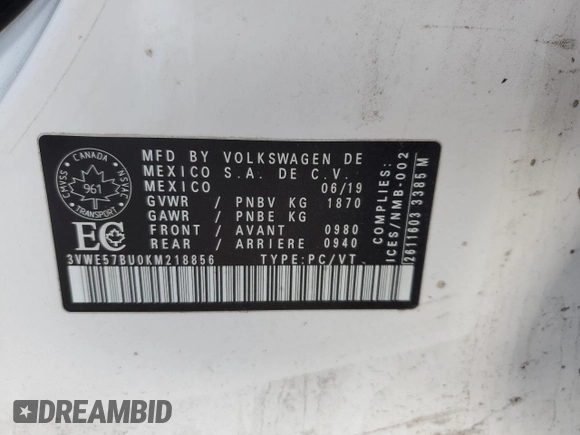 MFD BY VOLKSWAGEN DE
MEXICO S.A. DE C.V.
MEXICO 06/19
GVWR / PNBV KG 1870
GAWR / PNBE KG
FRONT / AVANT 0980
REAR / ARRIERE 0940
3VWE57BU0KM218856 TYPE:PC/VT.
CANADA
CMVSS
NSVAC
961
TRANSPORT
EC
COMPLIES:
ICES/NMB-002
2611603 3385 M
DREAMBID